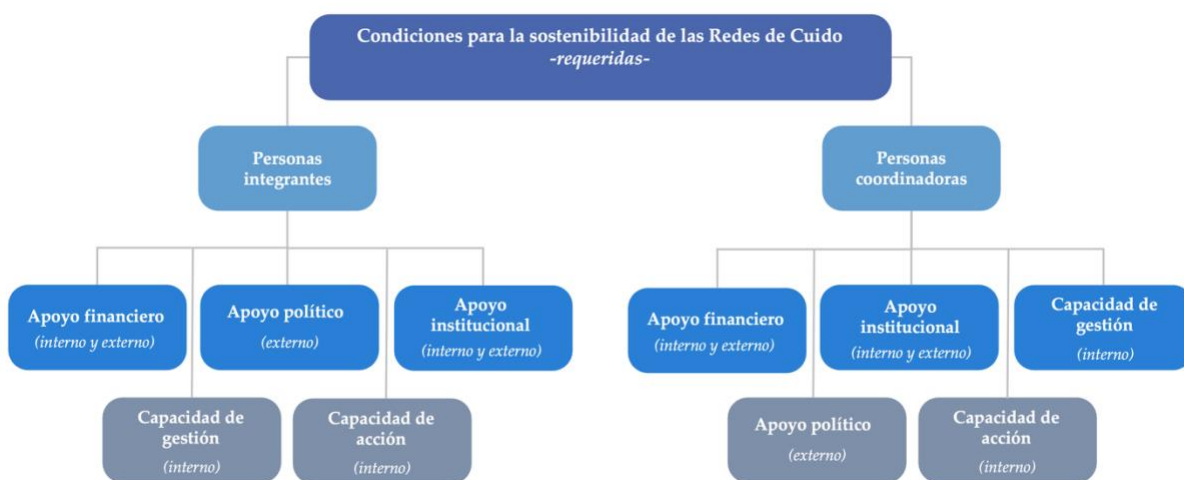 Condiciones para la sostenibilidad de las Redes de Cuido
-requeridas-
Personas
integrantes
Personas
coordinadoras
Apoyo financiero
(interno y externo)
Apoyo político
(externo)
Apoyo
institucional
(interno y externo)
Apoyo financiero
(interno y externo)
Apoyo
institucional
(interno y externo)
Capacidad de
gestión
(interno)
Capacidad de
gestión
(interno)
Capacidad de
acción
(interno)
Apoyo político
(externo)
Capacidad de
acción
(interno)